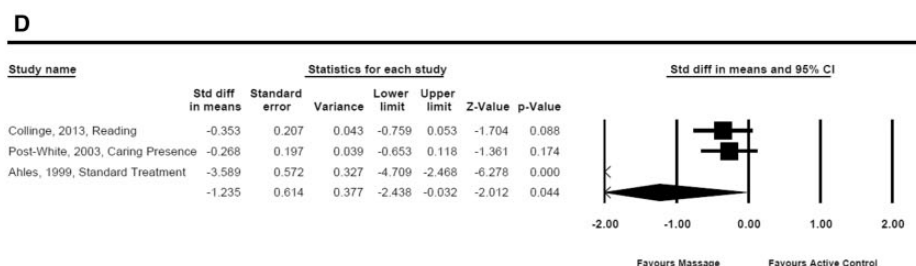 D
Study name Statistics for each study Std diff in means and 95% CI
Std diff in means Standard error Variance Lower limit Upper limit Z-Value p-Value
Collinge, 2013, Reading -0.353 0.207 0.043 -0.759 0.053 -1.704 0.088
Post-White, 2003, Caring Presence -0.268 0.197 0.039 -0.653 0.118 -1.361 0.174
Ahles, 1999, Standard Treatment -3.589 0.572 0.327 -4.709 -2.468 -6.278 0.000
-1.235 0.614 0.377 -2.438 -0.032 -2.012 0.044
-2.00 -1.00 0.00 1.00 2.00
Favours Massage Favours Active Control